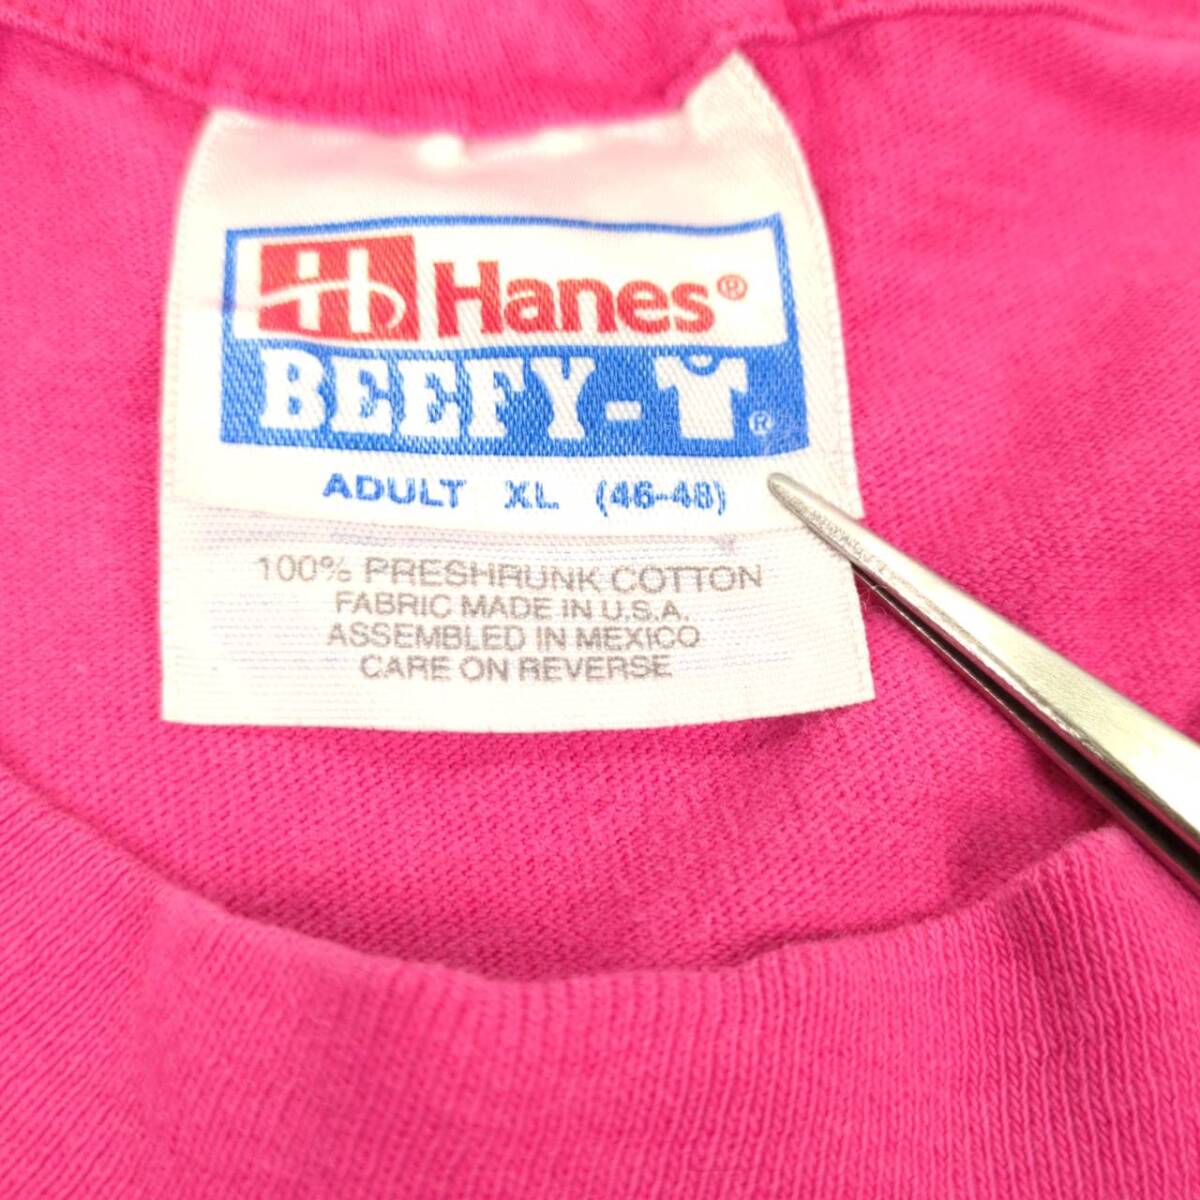 Hanes®
BEEFY-T®
ADULT XL (46-48)
100% PRESHRUNK COTTON
FABRIC MADE IN U.S.A.
ASSEMBLED IN MEXICO
CARE ON REVERSE